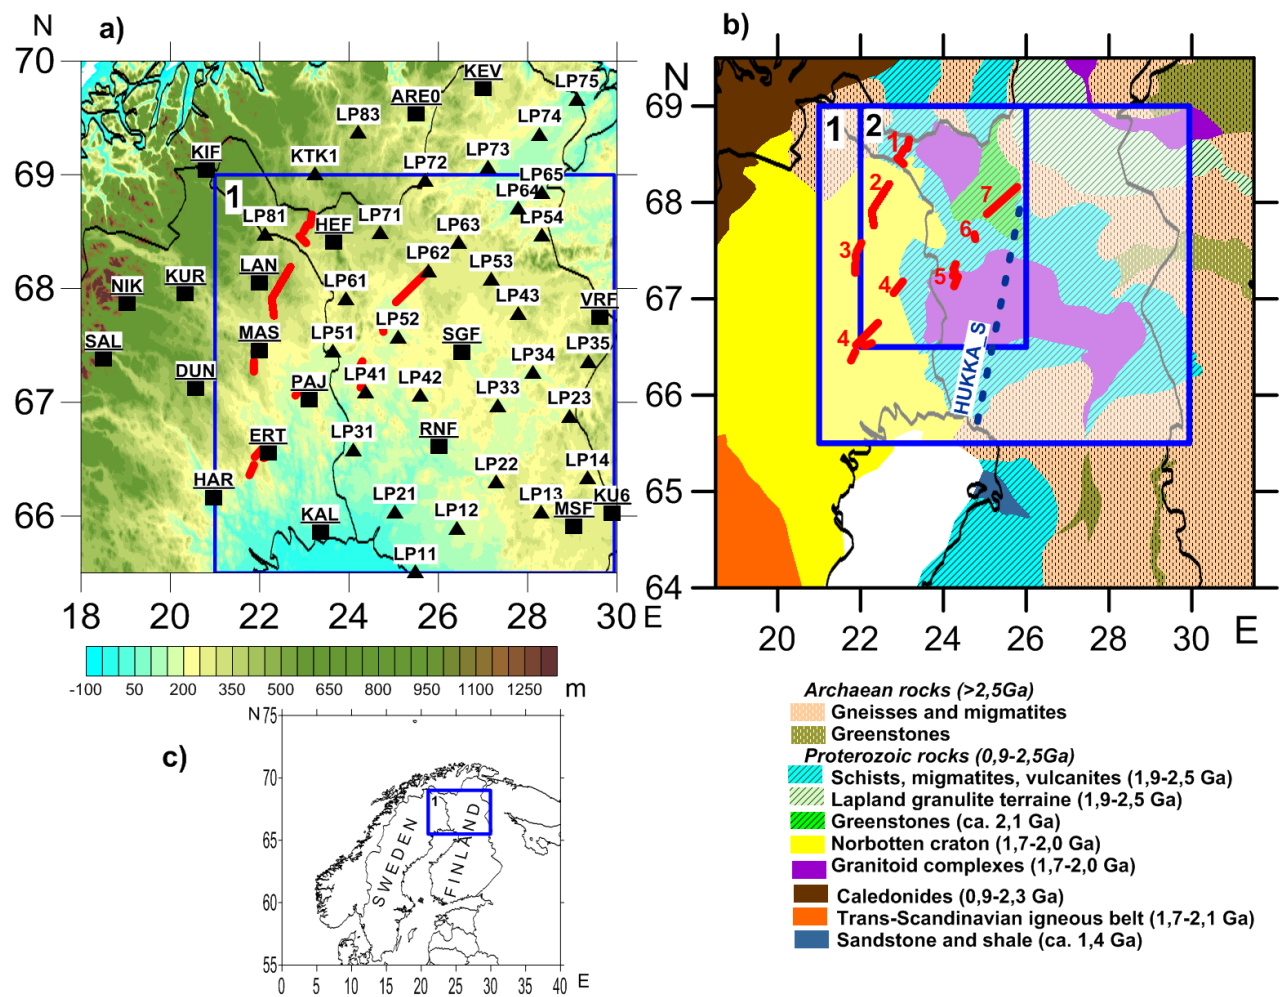 a)
N
70
69
68
67
66
18 20 22 24 26 28 30 E
KEV
LP75
ARE0
LP83
LP74
KIF
KTK1
LP72
LP73
LP65
1
LP64
LP81
HEF
LP71
LP63
LP54
LAN
LP62
KUR
LP61
LP53
NIK
LP43
VRF
MAS
LP51
LP52
SGF
LP35
SAL
LP34
DUN
PAJ
LP41
LP42
LP33
LP23
ERT
LP31
RNF
HAR
LP22
LP14
LP21
LP13
KU6
KAL
LP12
MSF
LP11
-100 50 200 350 500 650 800 950 1100 1250 m
b)
N
69
68
67
66
65
64
20 22 24 26 28 30 E
1 2
1
2
7
3
6
4
5
4
HUKKA_S
c)
N 75
70
65
60
55
0 5 10 15 20 25 30 35 40 E
1
SWEDEN
FINLAND
Archaean rocks (>2,5Ga)
Gneisses and migmatites
Greenstones
Proterozoic rocks (0,9-2,5Ga)
Schists, migmatites, vulcanites (1,9-2,5 Ga)
Lapland granulite terraine (1,9-2,5 Ga)
Greenstones (ca. 2,1 Ga)
Norbotten craton (1,7-2,0 Ga)
Granitoid complexes (1,7-2,0 Ga)
Caledonides (0,9-2,3 Ga)
Trans-Scandinavian igneous belt (1,7-2,1 Ga)
Sandstone and shale (ca. 1,4 Ga)